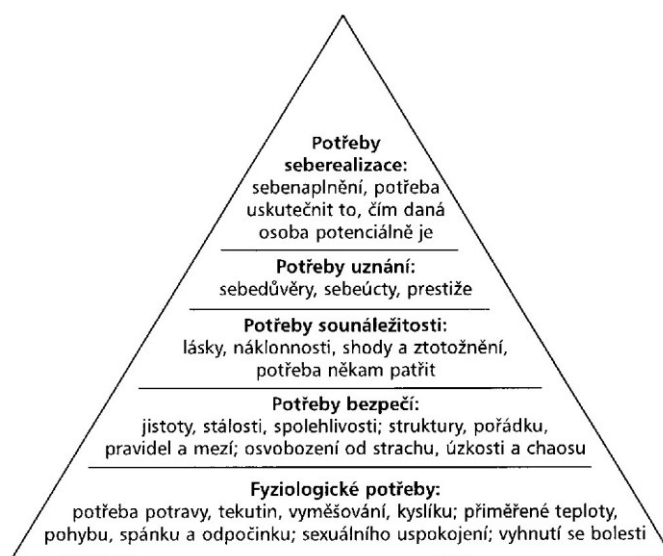 Potřeby
seberealizace:
sebenaplnění, potřeba
uskutečnit to, čím daná
osoba potenciálně je
Potřeby uznání:
sebedůvěry, sebeúcty, prestiže
Potřeby sounáležitosti:
lásky, náklonnosti, shody a ztotožnění,
potřeba někam patřit
Potřeby bezpečí:
jistoty, stálosti, spolehlivosti; struktury, pořádku,
pravidel a mezí; osvobození od strachu, úzkosti a chaosu
Fyziologické potřeby:
potřeba potravy, tekutin, vyměšování, kyslíku; přiměřené teploty,
pohybu, spánku a odpočinku; sexuálního uspokojení; vyhnutí se bolesti